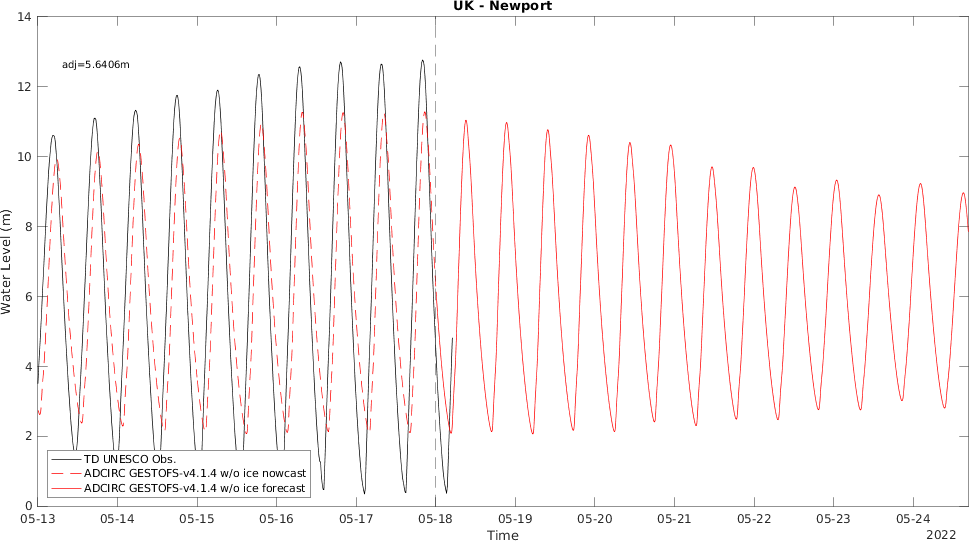 UK - Newport
14
12
10
8
6
4
2
0
adj=5.6406m
Water Level (m)
TD UNESCO Obs.
ADCIRC GESTOFS-v4.1.4 w/o ice nowcast
ADCIRC GESTOFS-v4.1.4 w/o ice forecast
05-13 05-14 05-15 05-16 05-17 05-18 05-19 05-20 05-21 05-22 05-23 05-24
Time
2022